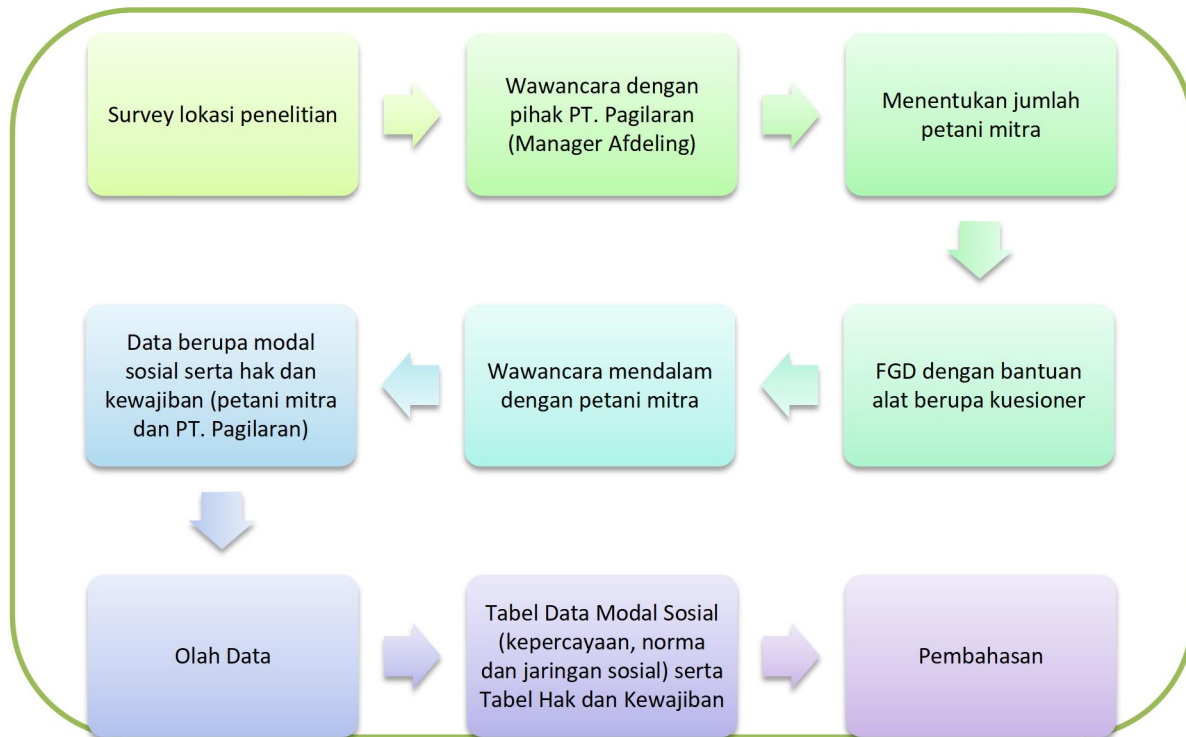 Survey lokasi penelitian
Wawancara dengan
pihak PT. Pagilaran
(Manager Afdeling)
Menentukan jumlah
petani mitra
FGD dengan bantuan
alat berupa kuesioner
Wawancara mendalam
dengan petani mitra
Data berupa modal
sosial serta hak dan
kewajiban (petani mitra
dan PT. Pagilaran)
Olah Data
Tabel Data Modal Sosial
(kepercayaan, norma
dan jaringan sosial) serta
Tabel Hak dan Kewajiban
Pembahasan